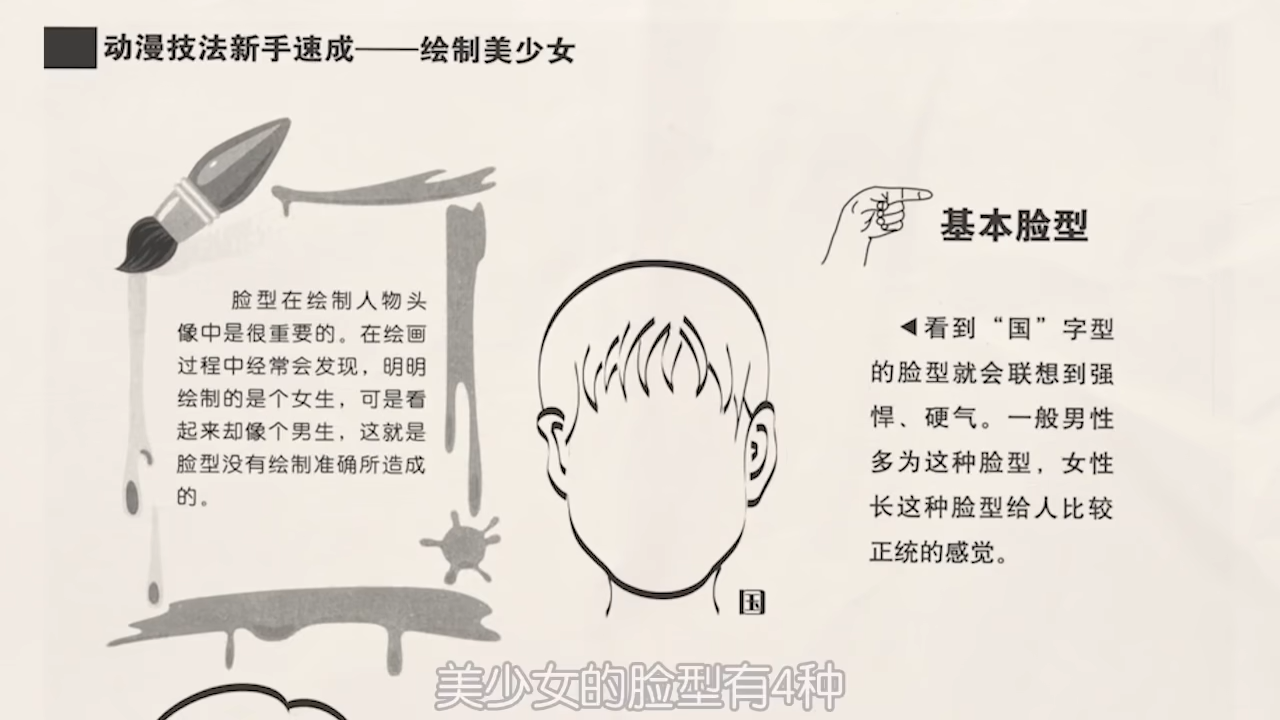 动漫技法新手速成——绘制美少女
脸型在绘制人物头
像中是很重要的。在绘画
过程中经常会发现，明明
绘制的是个女生，可是看
起来却像个男生，这就是
脸型没有绘制准确所造成
的。
基本脸型
◀看到“国”字型
的脸型就会联想到强
悍、硬气。一般男性
多为这种脸型，女性
长这种脸型给人比较
正统的感觉。
国
美少女的脸型有4种